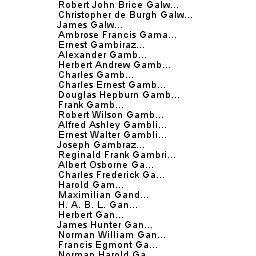 Robert John Brice Galw...
Christopher de Burgh Galw...
James Galw...
Ambrose Francis Gama...
Ernest Gambiraz...
Alexander Gamb...
Herbert Andrew Gamb...
Charles Gamb...
Charles Ernest Gamb...
Douglas Hepburn Gamb...
Frank Gamb...
Robert Wilson Gamb...
Alfred Ashley Gambli...
Ernest Walter Gambli...
Joseph Gambraz...
Reginald Frank Gambri...
Albert Osborne Ga...
Charles Frederick Ga...
Harold Gam...
Maximilian Gand...
H. A. B. L. Gan...
Herbert Gan...
James Hunter Gan...
Norman William Gan...
Francis Egmont Ga...
Norman Harold Ga...